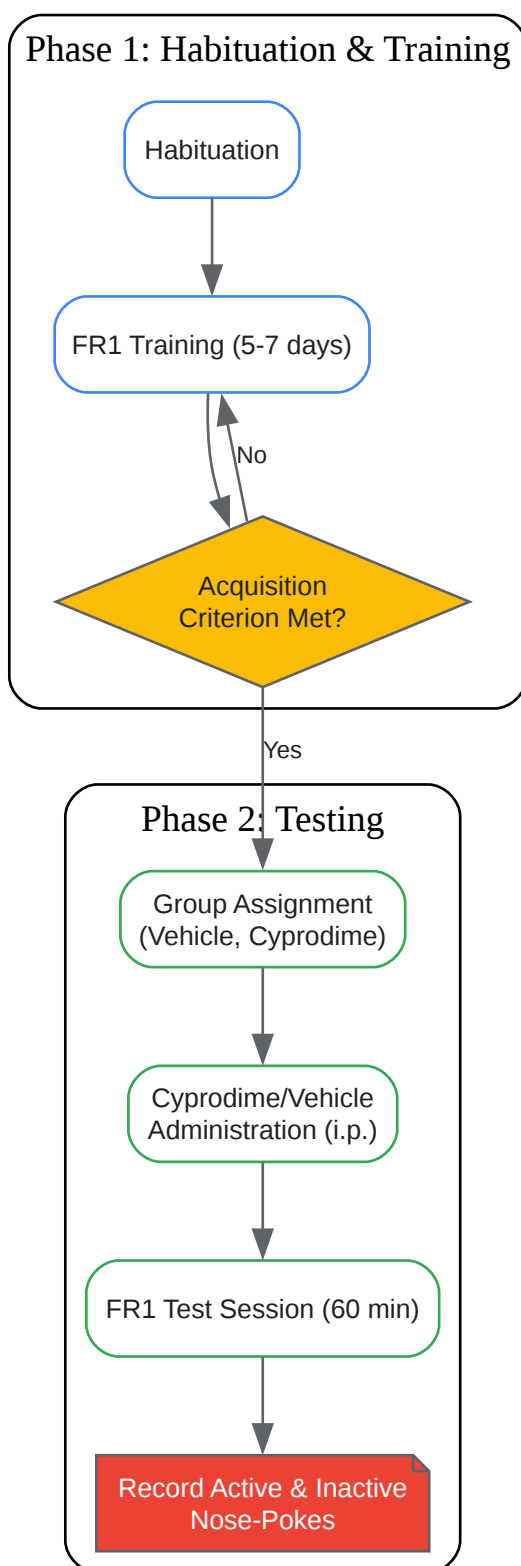 Phase 1: Habituation & Training
Habituation
FR1 Training (5-7 days)
No
Acquisition
Criterion Met?
Yes
Phase 2: Testing
Group Assignment
(Vehicle, Cyprodime)
Cyprodime/Vehicle
Administration (i.p.)
FR1 Test Session (60 min)
Record Active & Inactive
Nose-Pokes